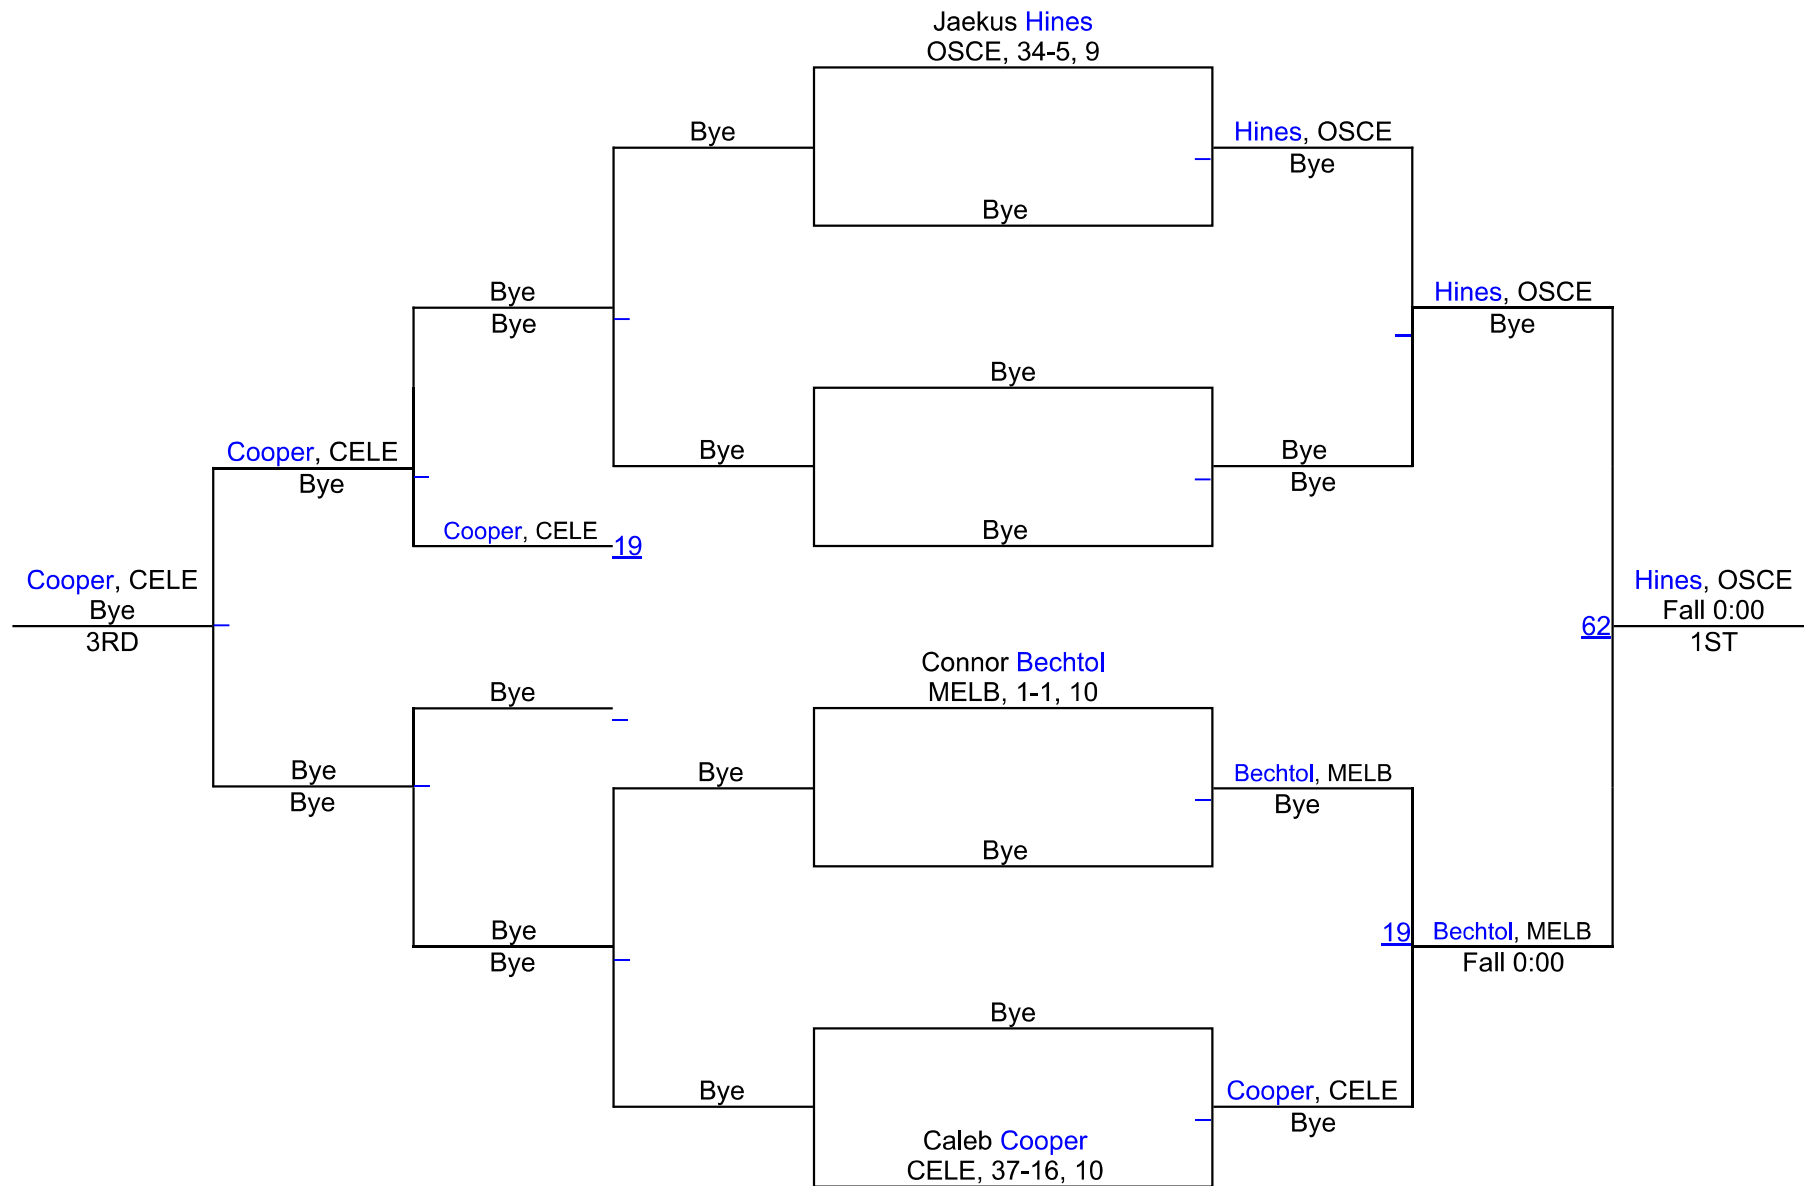 Jaekus Hines
OSCE, 34-5, 9
Bye
Hines, OSCE
Bye
Bye
Bye
Bye
Hines, OSCE
Bye
Bye
Cooper, CELE
Bye
Bye
Bye
Bye
Cooper, CELE
19
Bye
Cooper, CELE
Bye
3RD
Hines, OSCE
Fall 0:00
62
1ST
Connor Bechtol
MELB, 1-1, 10
Bye
Bye
Bye
Bye
Bechtol, MELB
Bye
Bye
Bye
Bye
19
Bechtol, MELB
Fall 0:00
Bye
Bye
Cooper, CELE
Bye
Caleb Cooper
CELE, 37-16, 10